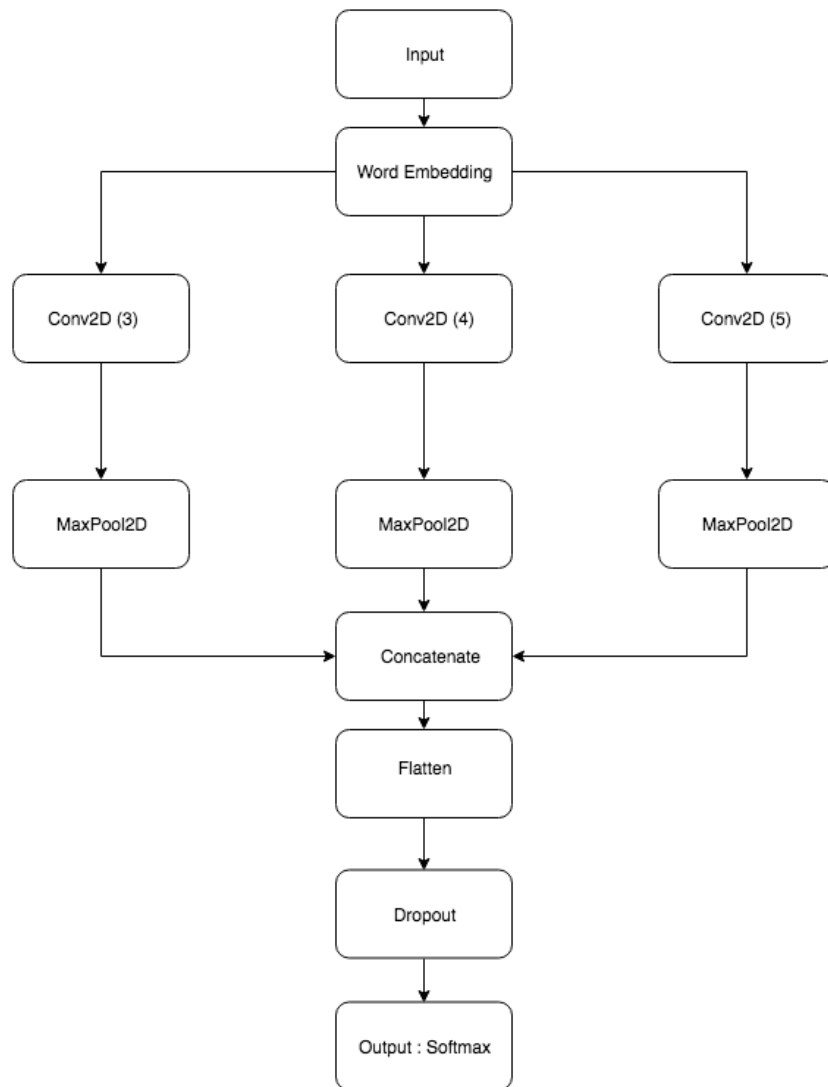 Input
Word Embedding
Conv2D (3)
Conv2D (4)
Conv2D (5)
MaxPool2D
MaxPool2D
MaxPool2D
Concatenate
Flatten
Dropout
Output : Softmax